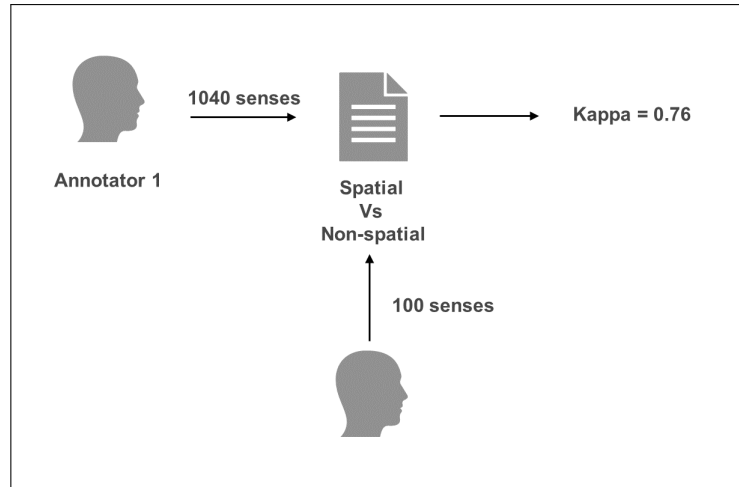 1040 senses
Kappa = 0.76
Annotator 1
Spatial
Vs
Non-spatial
100 senses